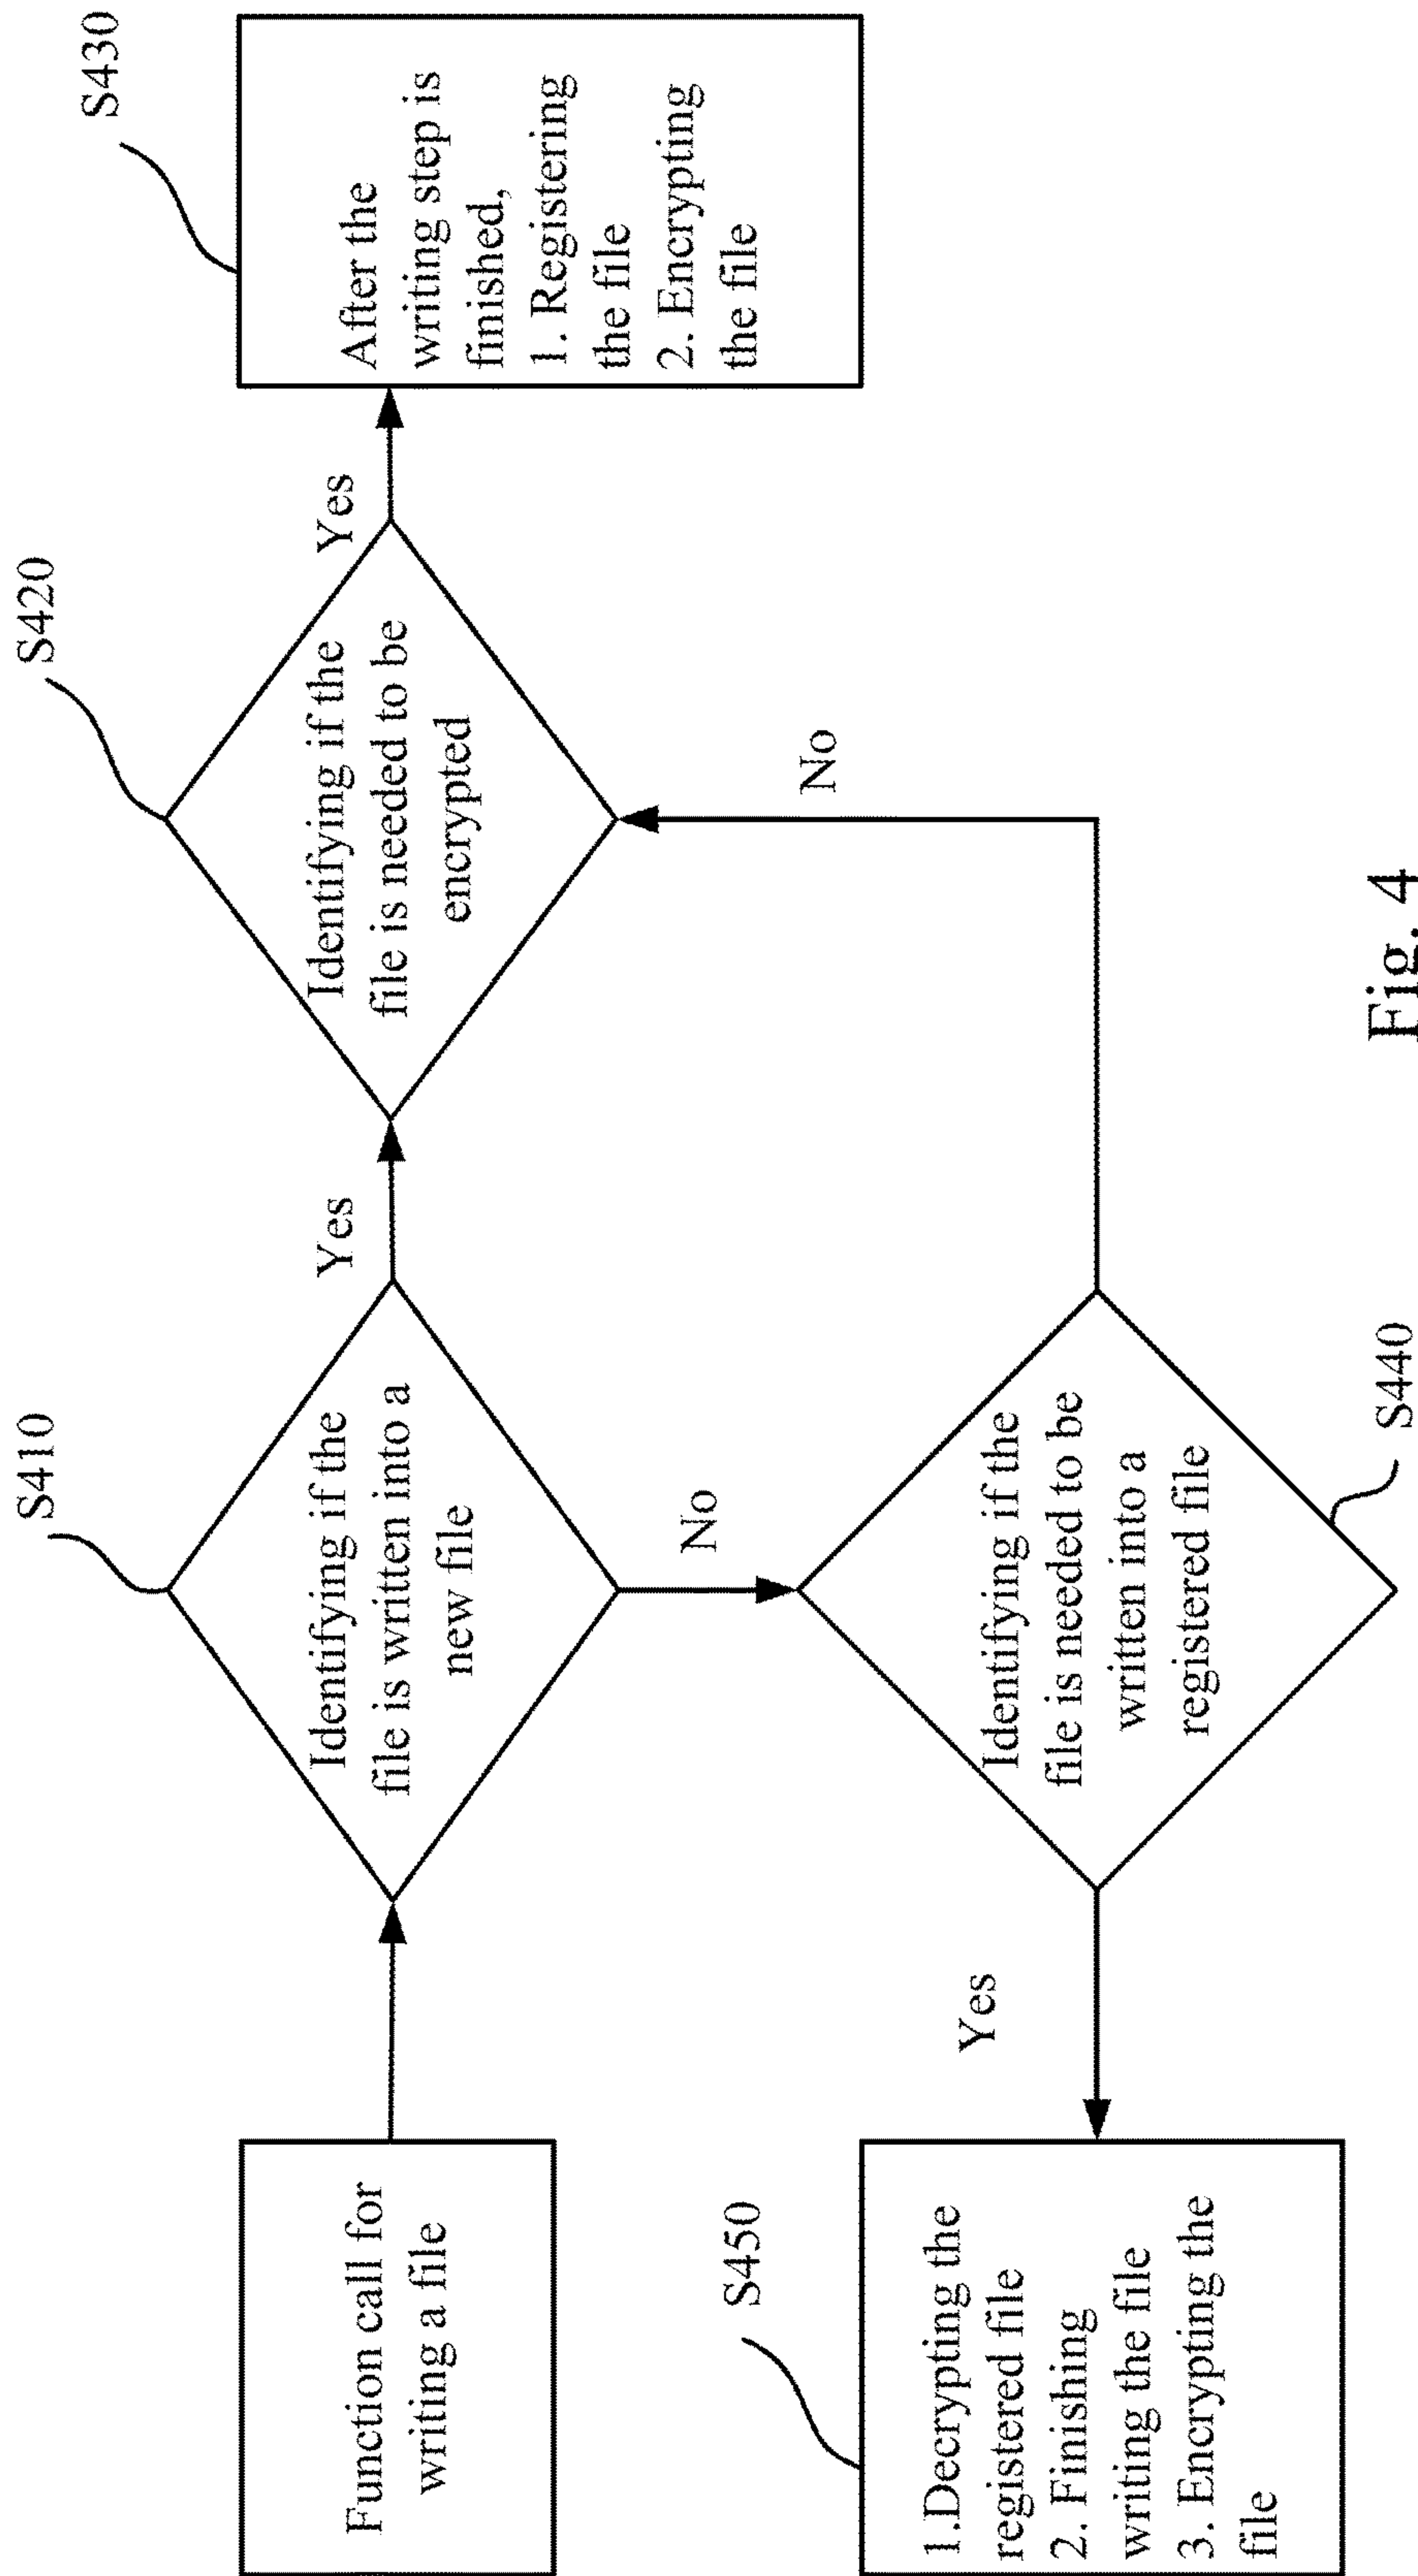 Function call for
writing a file
S410
Identifying if the
file is written into a
new file
Yes
S420
Identifying if the
file is needed to be
encrypted
Yes
S430
After the
writing step is
finished,
1. Registering
the file
2. Encrypting
the file
No
No
S450
1.Decrypting the
registered file
2. Finishing
writing the file
3. Encrypting the
file
Yes
Identifying if the
file is needed to be
written into a
registered file
S440
Fig. 4